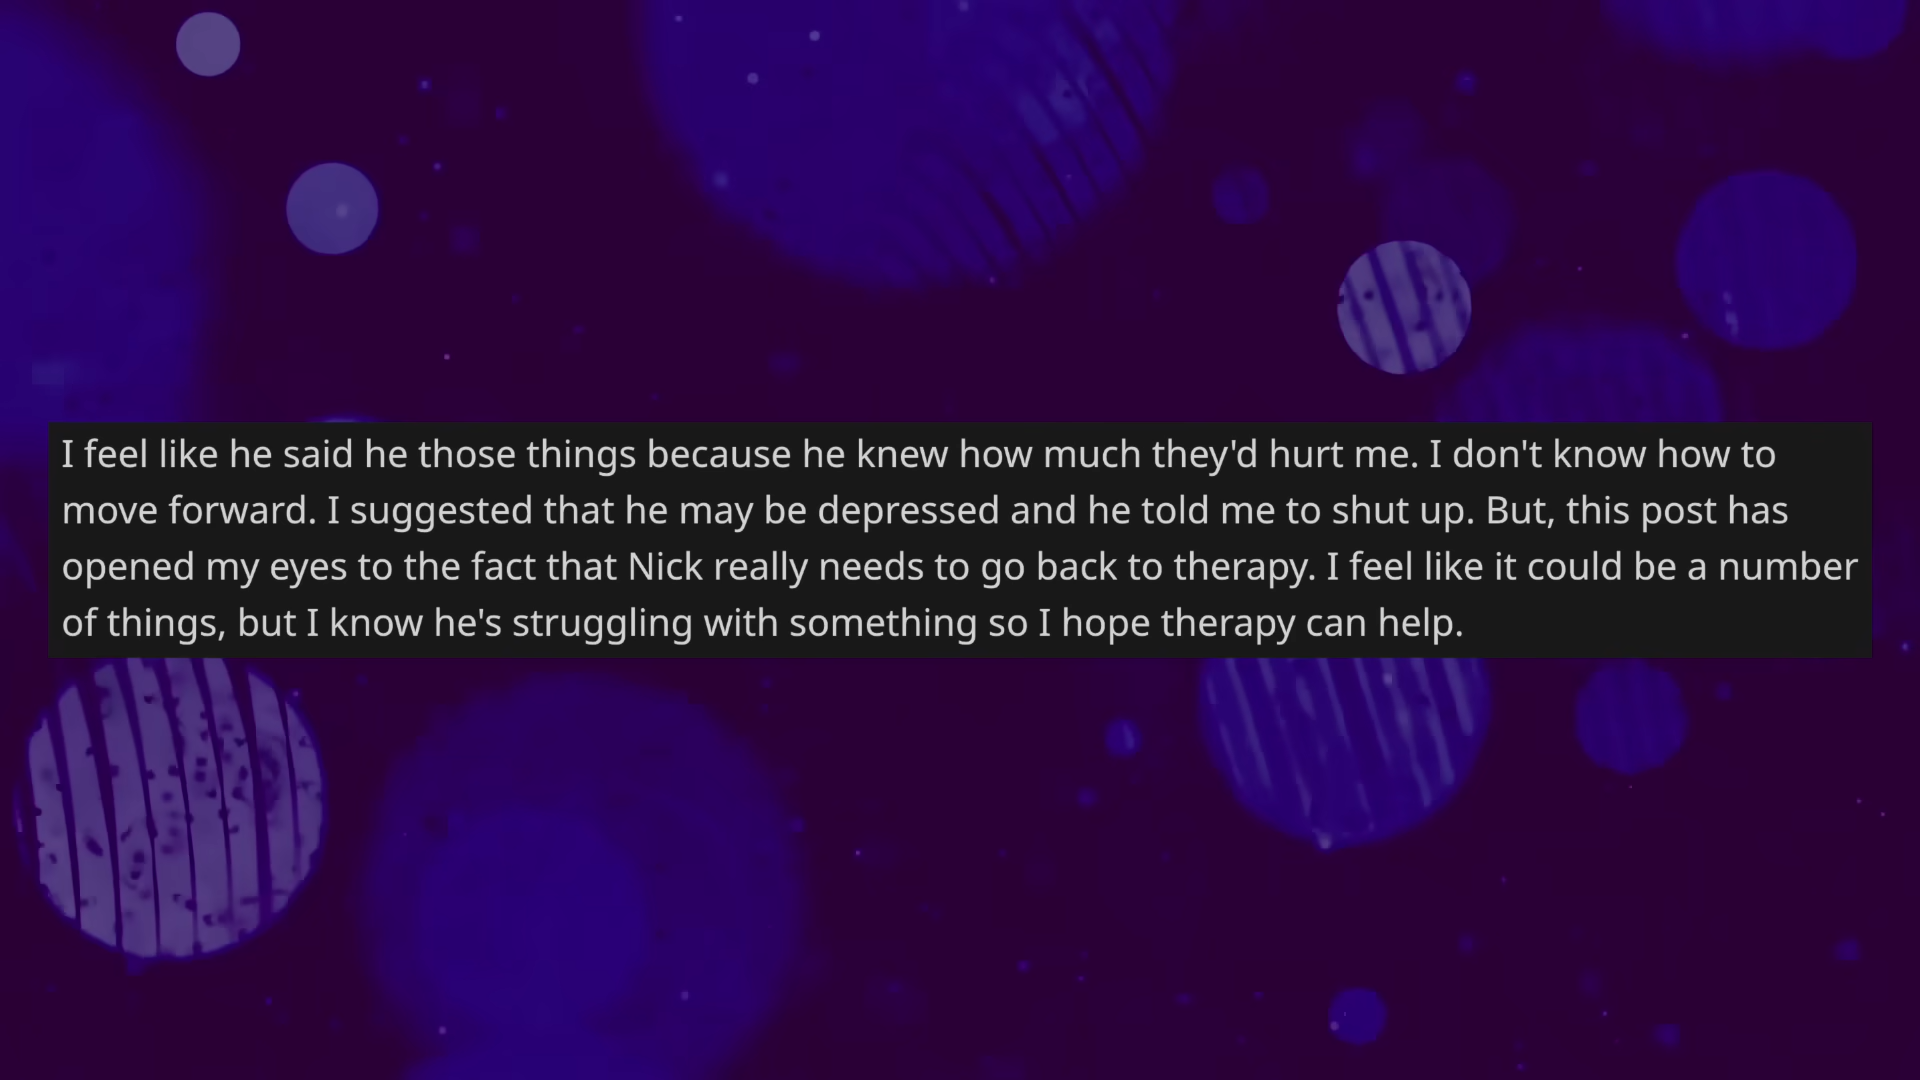 I feel like he said he those things because he knew how much they'd hurt me. I don't know how to
move forward. I suggested that he may be depressed and he told me to shut up. But, this post has
opened my eyes to the fact that Nick really needs to go back to therapy. I feel like it could be a number
of things, but I know he's struggling with something so I hope therapy can help.